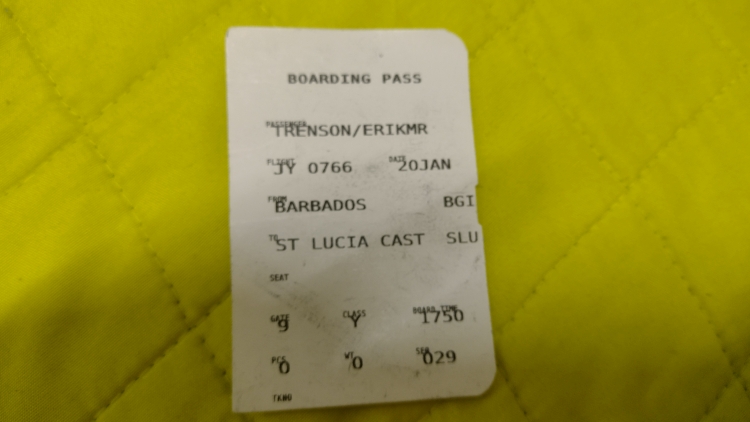 BOARDING PASS
PASSENGER
TRENSON/ERIKMR
FLIGHT DATE
JY 0766 20JAN
FROM
BARBADOS BGI
TO
ST LUCIA CAST SLU
SEAT
GATE CLASS BOARD TIME
9 Y 1750
PCS WT SEQ
0 0 029
TKNU